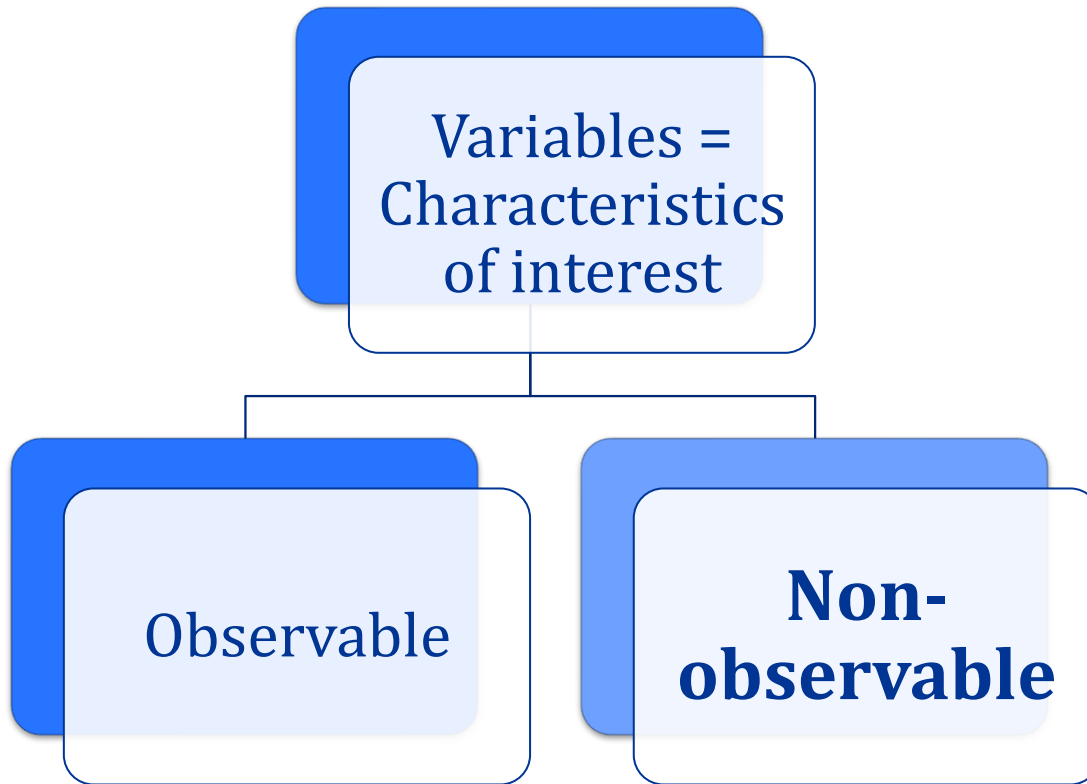 Variables =
Characteristics
of interest
Observable
Non-
observable